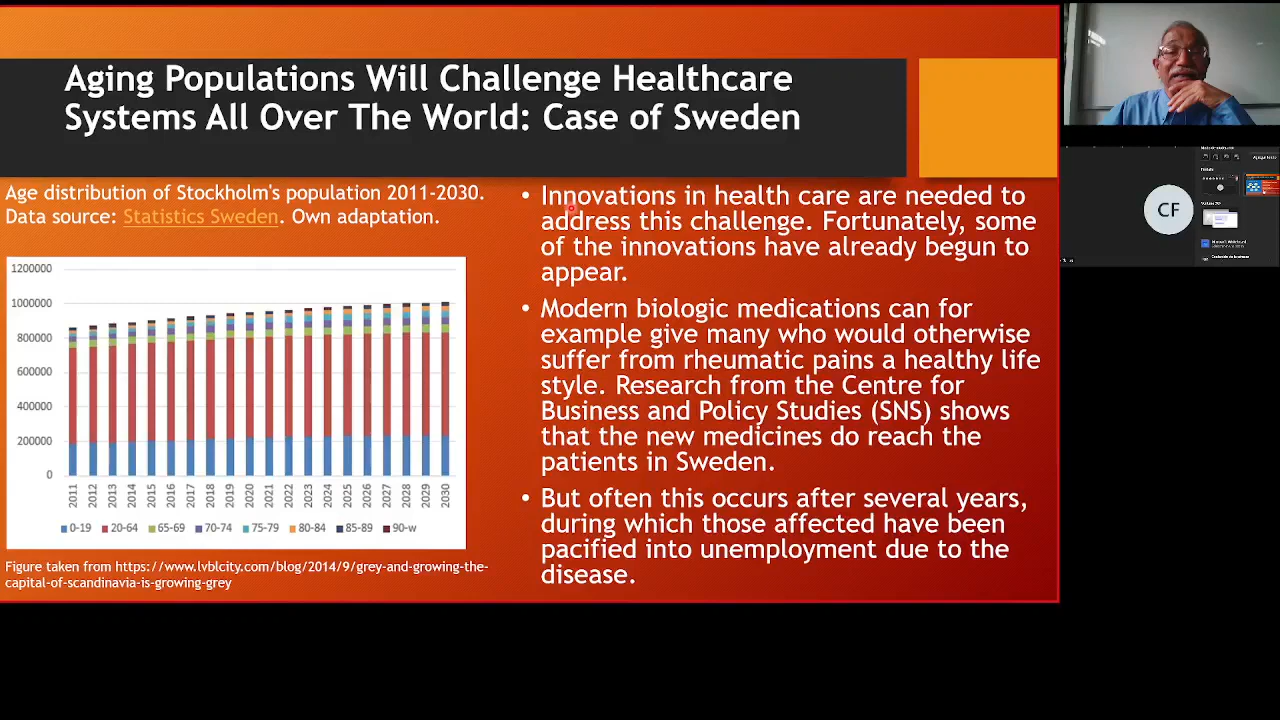 Aging Populations Will Challenge Healthcare
Systems All Over The World: Case of Sweden
Age distribution of Stockholm's population 2011-2030.
Data source: Statistics Sweden. Own adaptation.
1200000
1000000
800000
600000
400000
200000
0
2011 2012 2013 2014 2015 2016 2017 2018 2019 2020 2021 2022 2023 2024 2025 2026 2027 2028 2029 2030
0-19 20-64 65-69 70-74 75-79 80-84 85-89 90-w
Figure taken from https://www.lvblcity.com/blog/2014/9/grey-and-growing-the-
capital-of-scandinavia-is-growing-grey
• Innovations in health care are needed to
address this challenge. Fortunately, some
of the innovations have already begun to
appear.
• Modern biologic medications can for
example give many who would otherwise
suffer from rheumatic pains a healthy life
style. Research from the Centre for
Business and Policy Studies (SNS) shows
that the new medicines do reach the
patients in Sweden.
• But often this occurs after several years,
during which those affected have been
pacified into unemployment due to the
disease.
CF